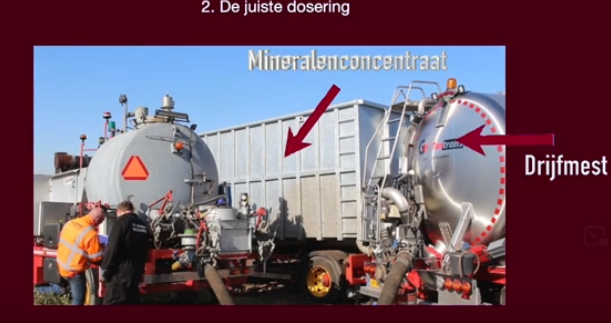 2. De juiste dosering
Mineralenconcentraat
Drijfmest